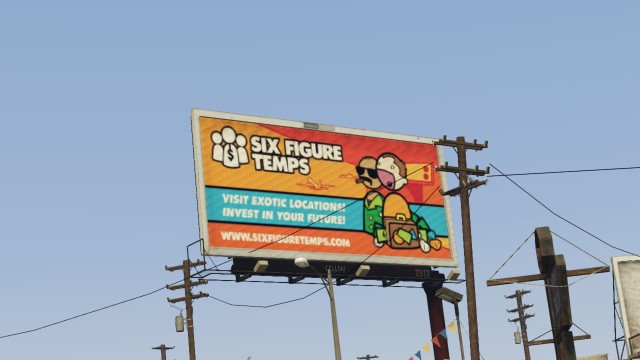 SIX FIGURE
TEMPS
VISIT EXOTIC LOCATIONS!
INVEST IN YOUR FUTURE!
WWW.SIXFIGURETEMPS.COM